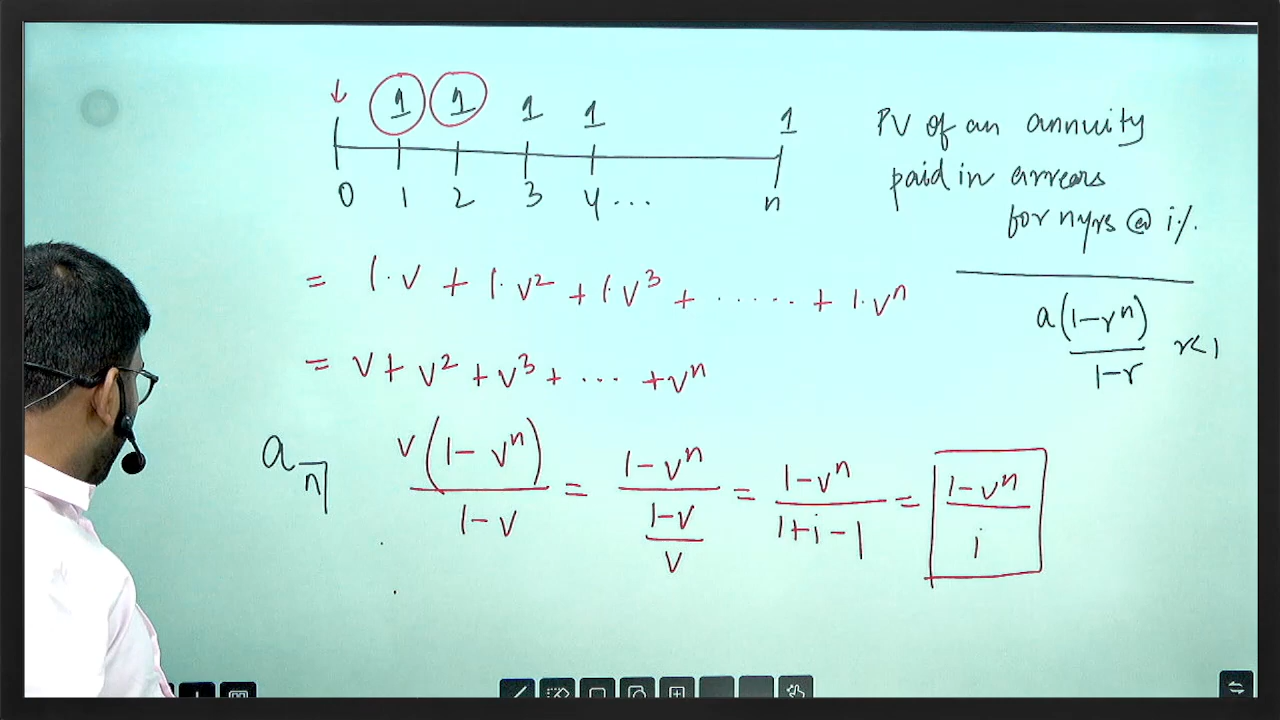 1 1 1 1 1
0 1 2 3 4 ... n
PV of an annuity
paid in arrears
for nyrs @ i%.
= 1·v + 1·v² + 1·v³ + ...... + 1·vⁿ
= v + v² + v³ + ... + vⁿ
a(1-rⁿ)/(1-r) r<1
a n̅| v(1-vⁿ)/(1-v) = (1-vⁿ)/((1-v)/v) = (1-vⁿ)/(1+i-1) = (1-vⁿ)/i